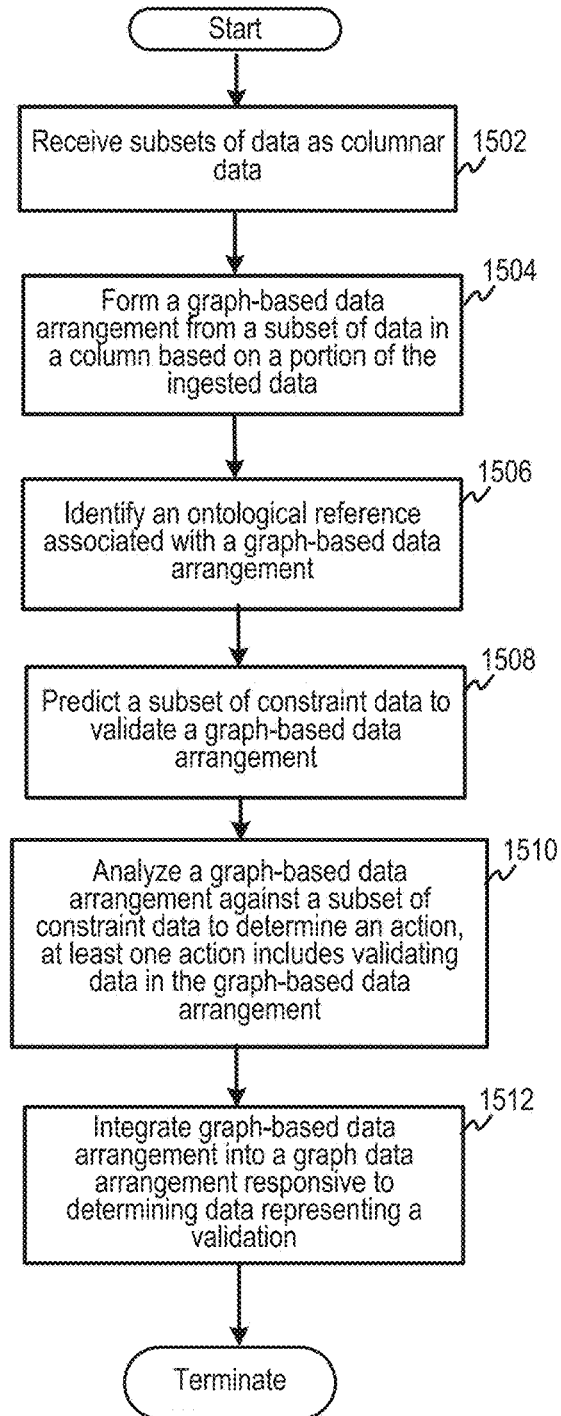 Start
Receive subsets of data as columnar
data
1502
1504
Form a graph-based data
arrangement from a subset of data in
a column based on a portion of the
ingested data
1506
Identify an ontological reference
associated with a graph-based data
arrangement
1508
Predict a subset of constraint data to
validate a graph-based data
arrangement
1510
Analyze a graph-based data
arrangement against a subset of
constraint data to determine an action,
at least one action includes validating
data in the graph-based data
arrangement
1512
Integrate graph-based data
arrangement into a graph data
arrangement responsive to
determining data representing a
validation
Terminate